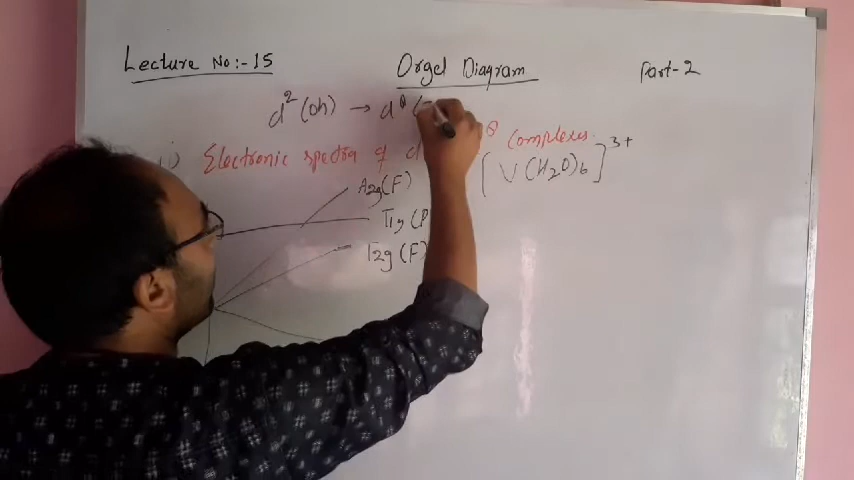 Lecture No:- 15
Orgel Diagram
Part-2
d² (oh) → d⁸ (
i) Electronic spectra of d 8 complexes.
[V(H₂O)₆]³⁺
A₂g(F)
T₁g(P
T₂g(F)